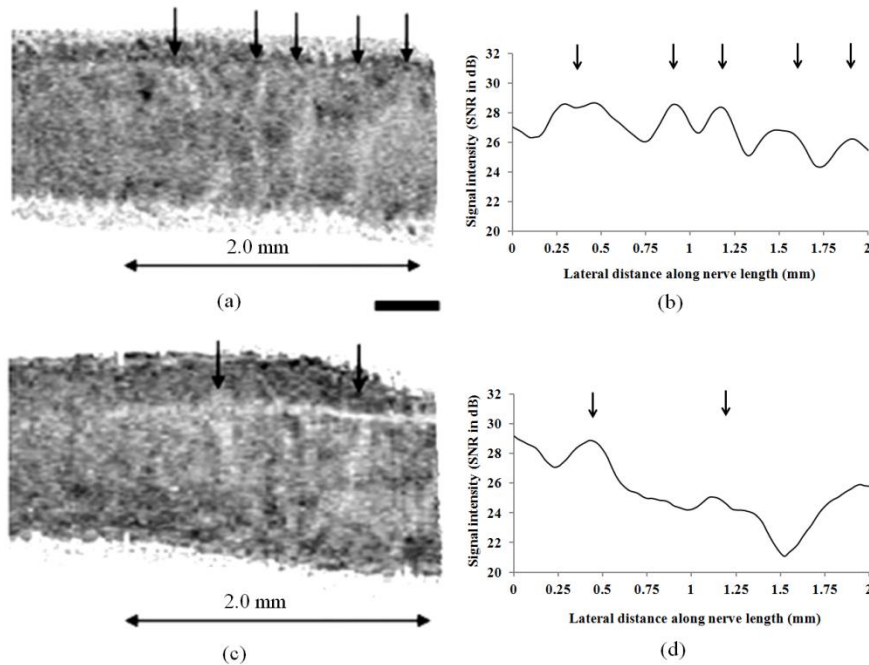 2.0 mm
(a)
Signal intensity (SNR in dB)
32
30
28
26
24
22
20
0 0.25 0.5 0.75 1 1.25 1.5 1.75 2
Lateral distance along nerve length (mm)
(b)
2.0 mm
(c)
Signal intensity (SNR in dB)
32
30
28
26
24
22
20
0 0.25 0.5 0.75 1 1.25 1.5 1.75 2
Lateral distance along nerve length (mm)
(d)